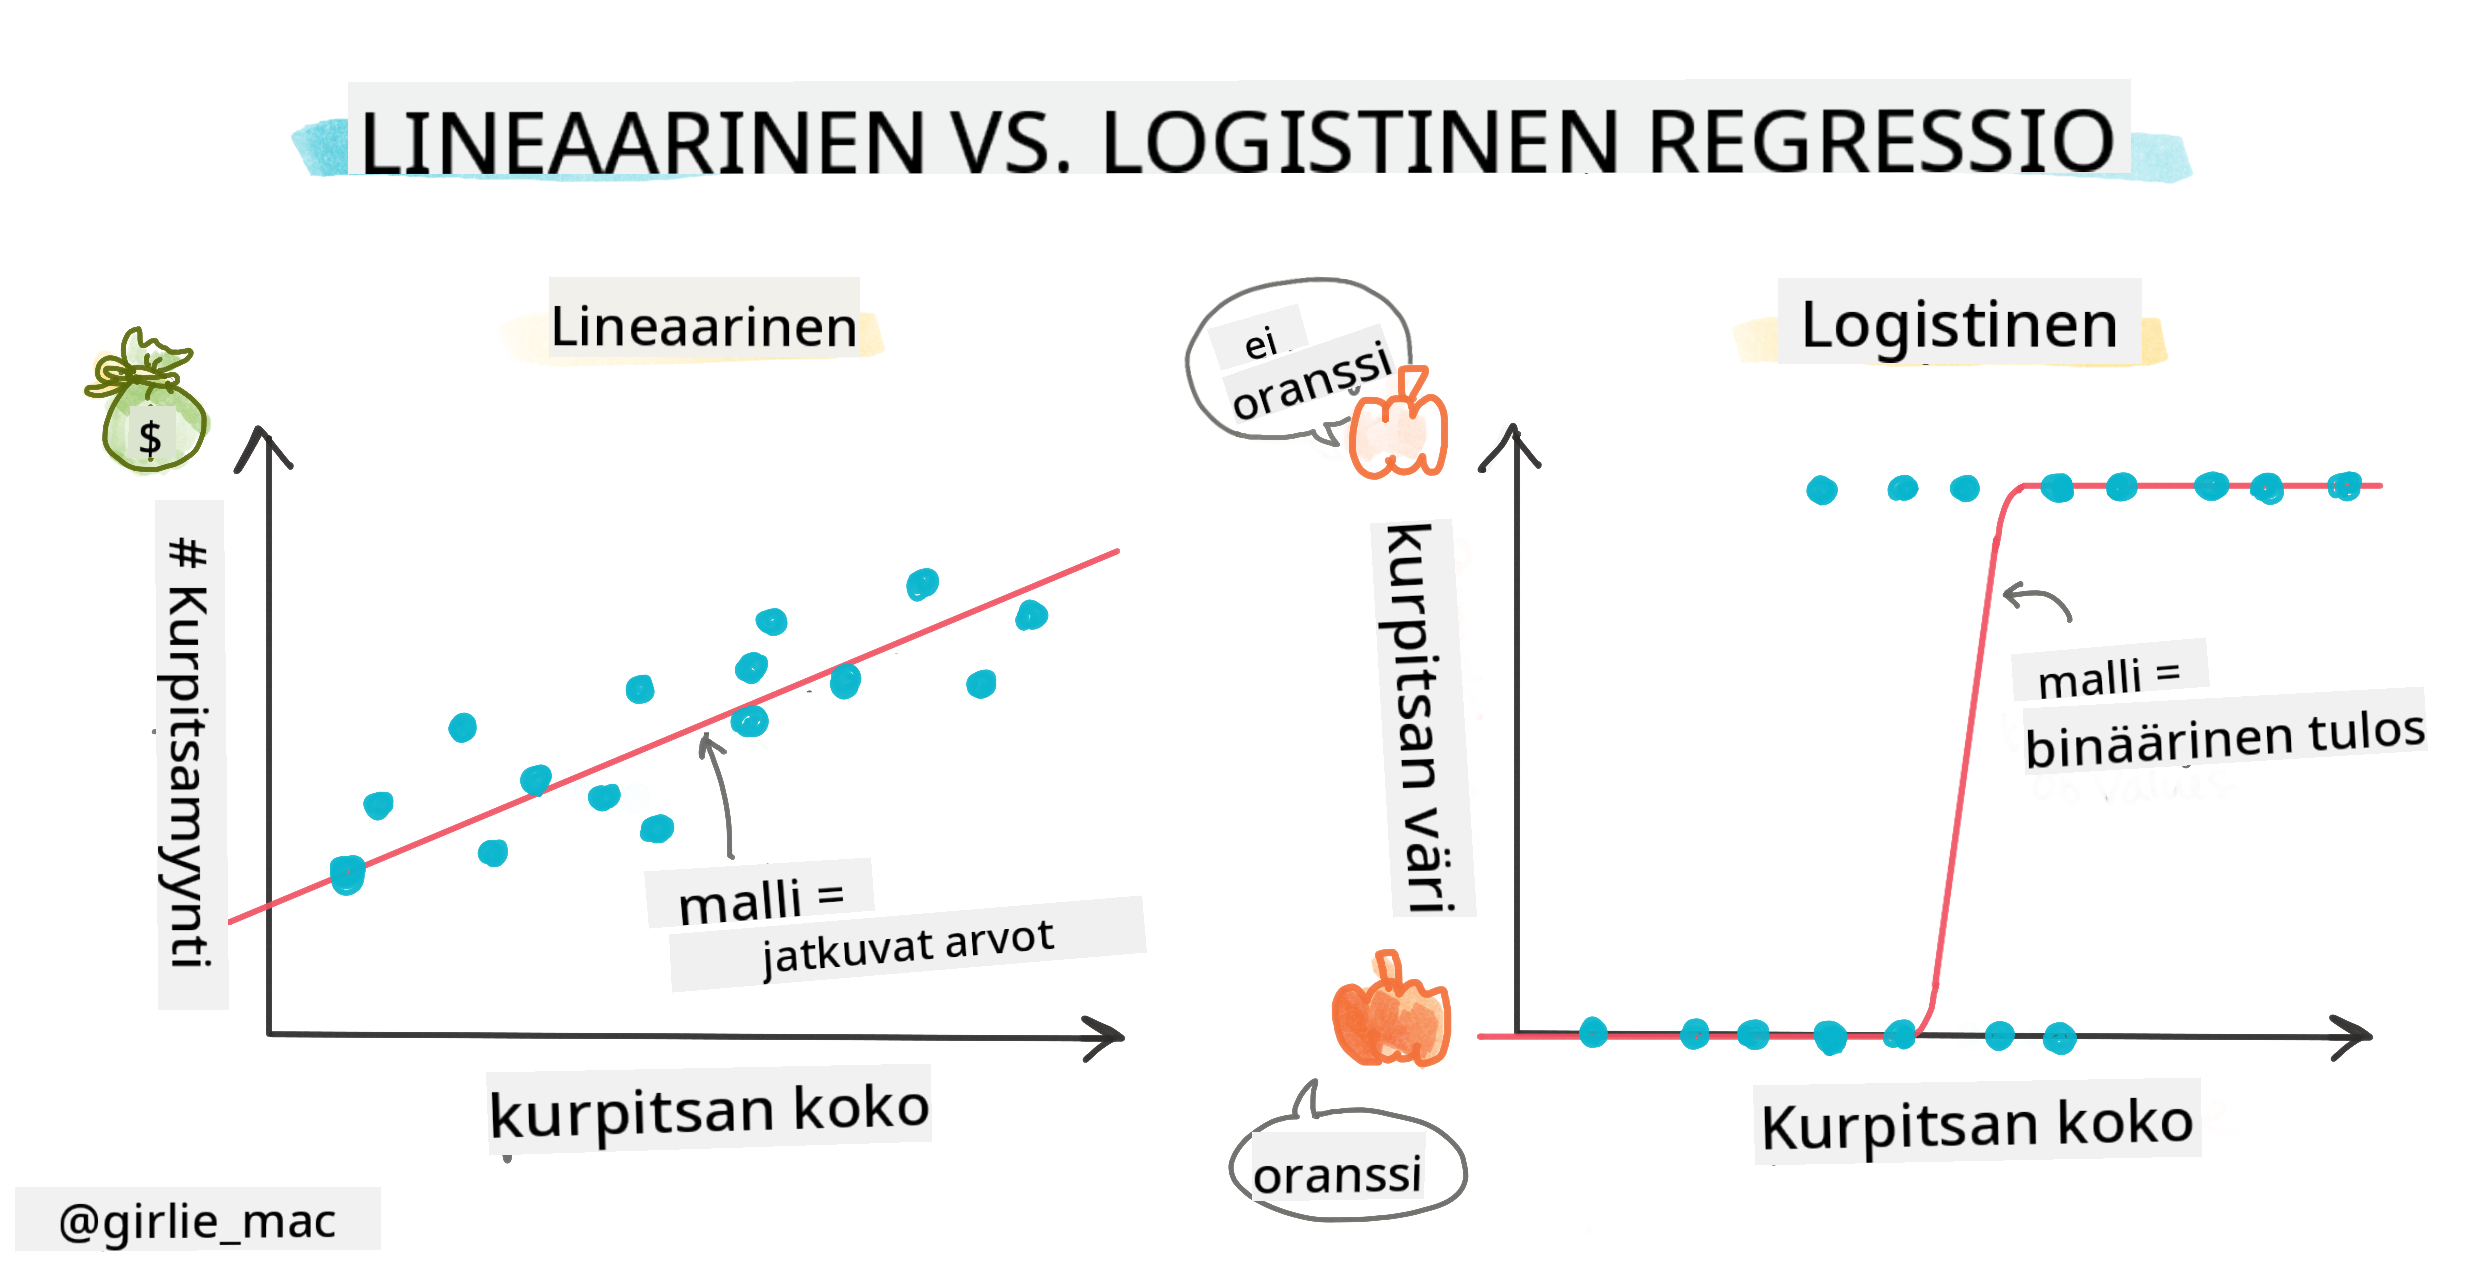 LINEAARINEN VS. LOGISTINEN REGRESSIO
Lineaarinen
$
# Kurpitsamyynti
malli =
jatkuvat arvot
kurpitsan koko
Logistinen
ei
oranssi
kurpitsan väri
malli =
binäärinen tulos
oranssi
Kurpitsan koko
@girlie_mac